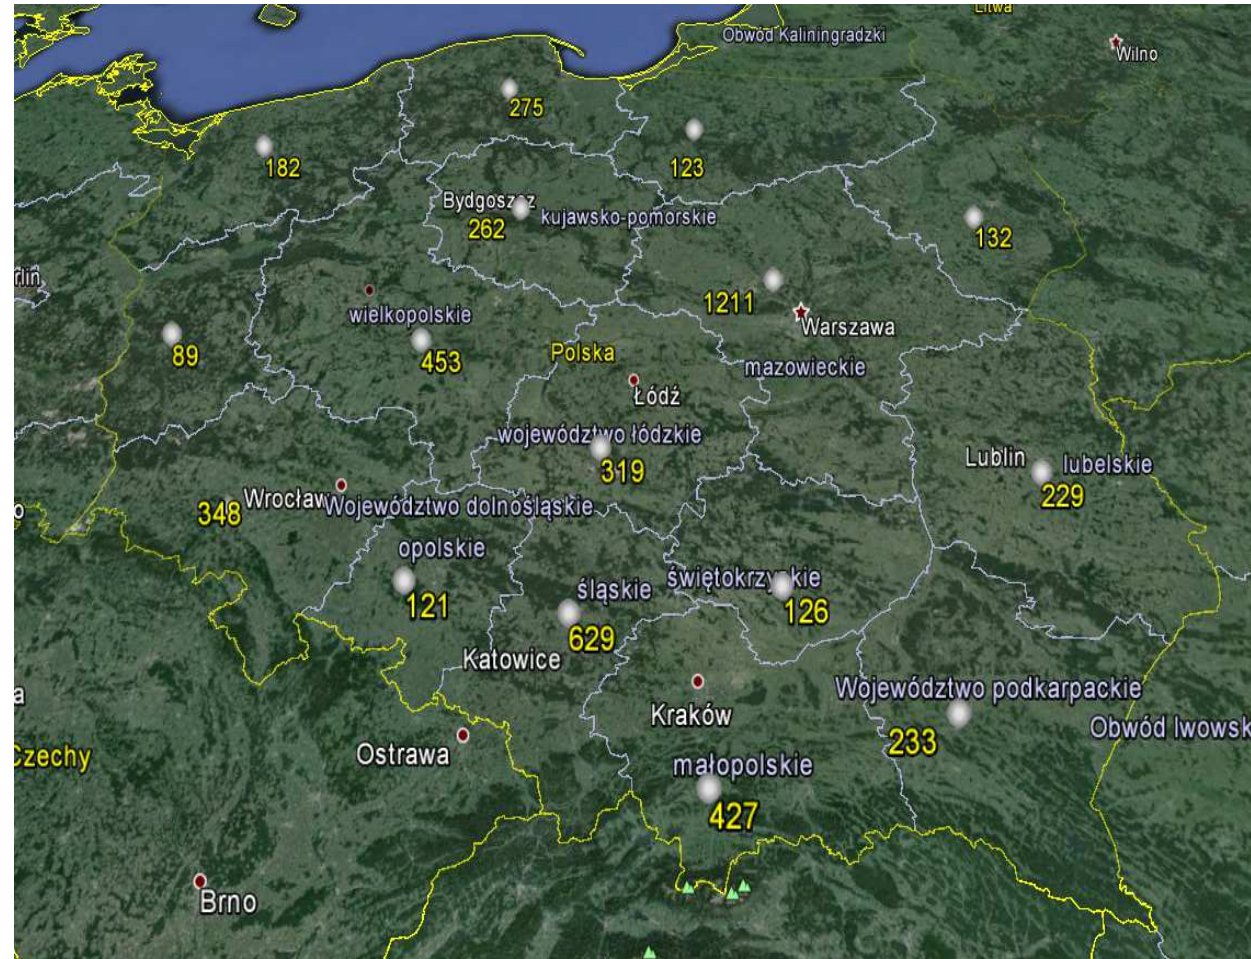 Litwa
Obwód Kaliningradzki
Wilno
275
182
123
Bydgoszcz
kujawsko-pomorskie
262
132
rlin
1211
wielkopolskie
Warszawa
89
453
Polska
mazowieckie
Łódź
województwo łódzkie
Lublin
lubelskie
319
229
348
Wrocław
Województwo dolnośląskie
o
opolskie
121
śląskie
świętokrzyskie
126
629
Katowice
a
Województwo podkarpackie
Kraków
233
Obwód lwowsk
Czechy
Ostrawa
małopolskie
427
Brno